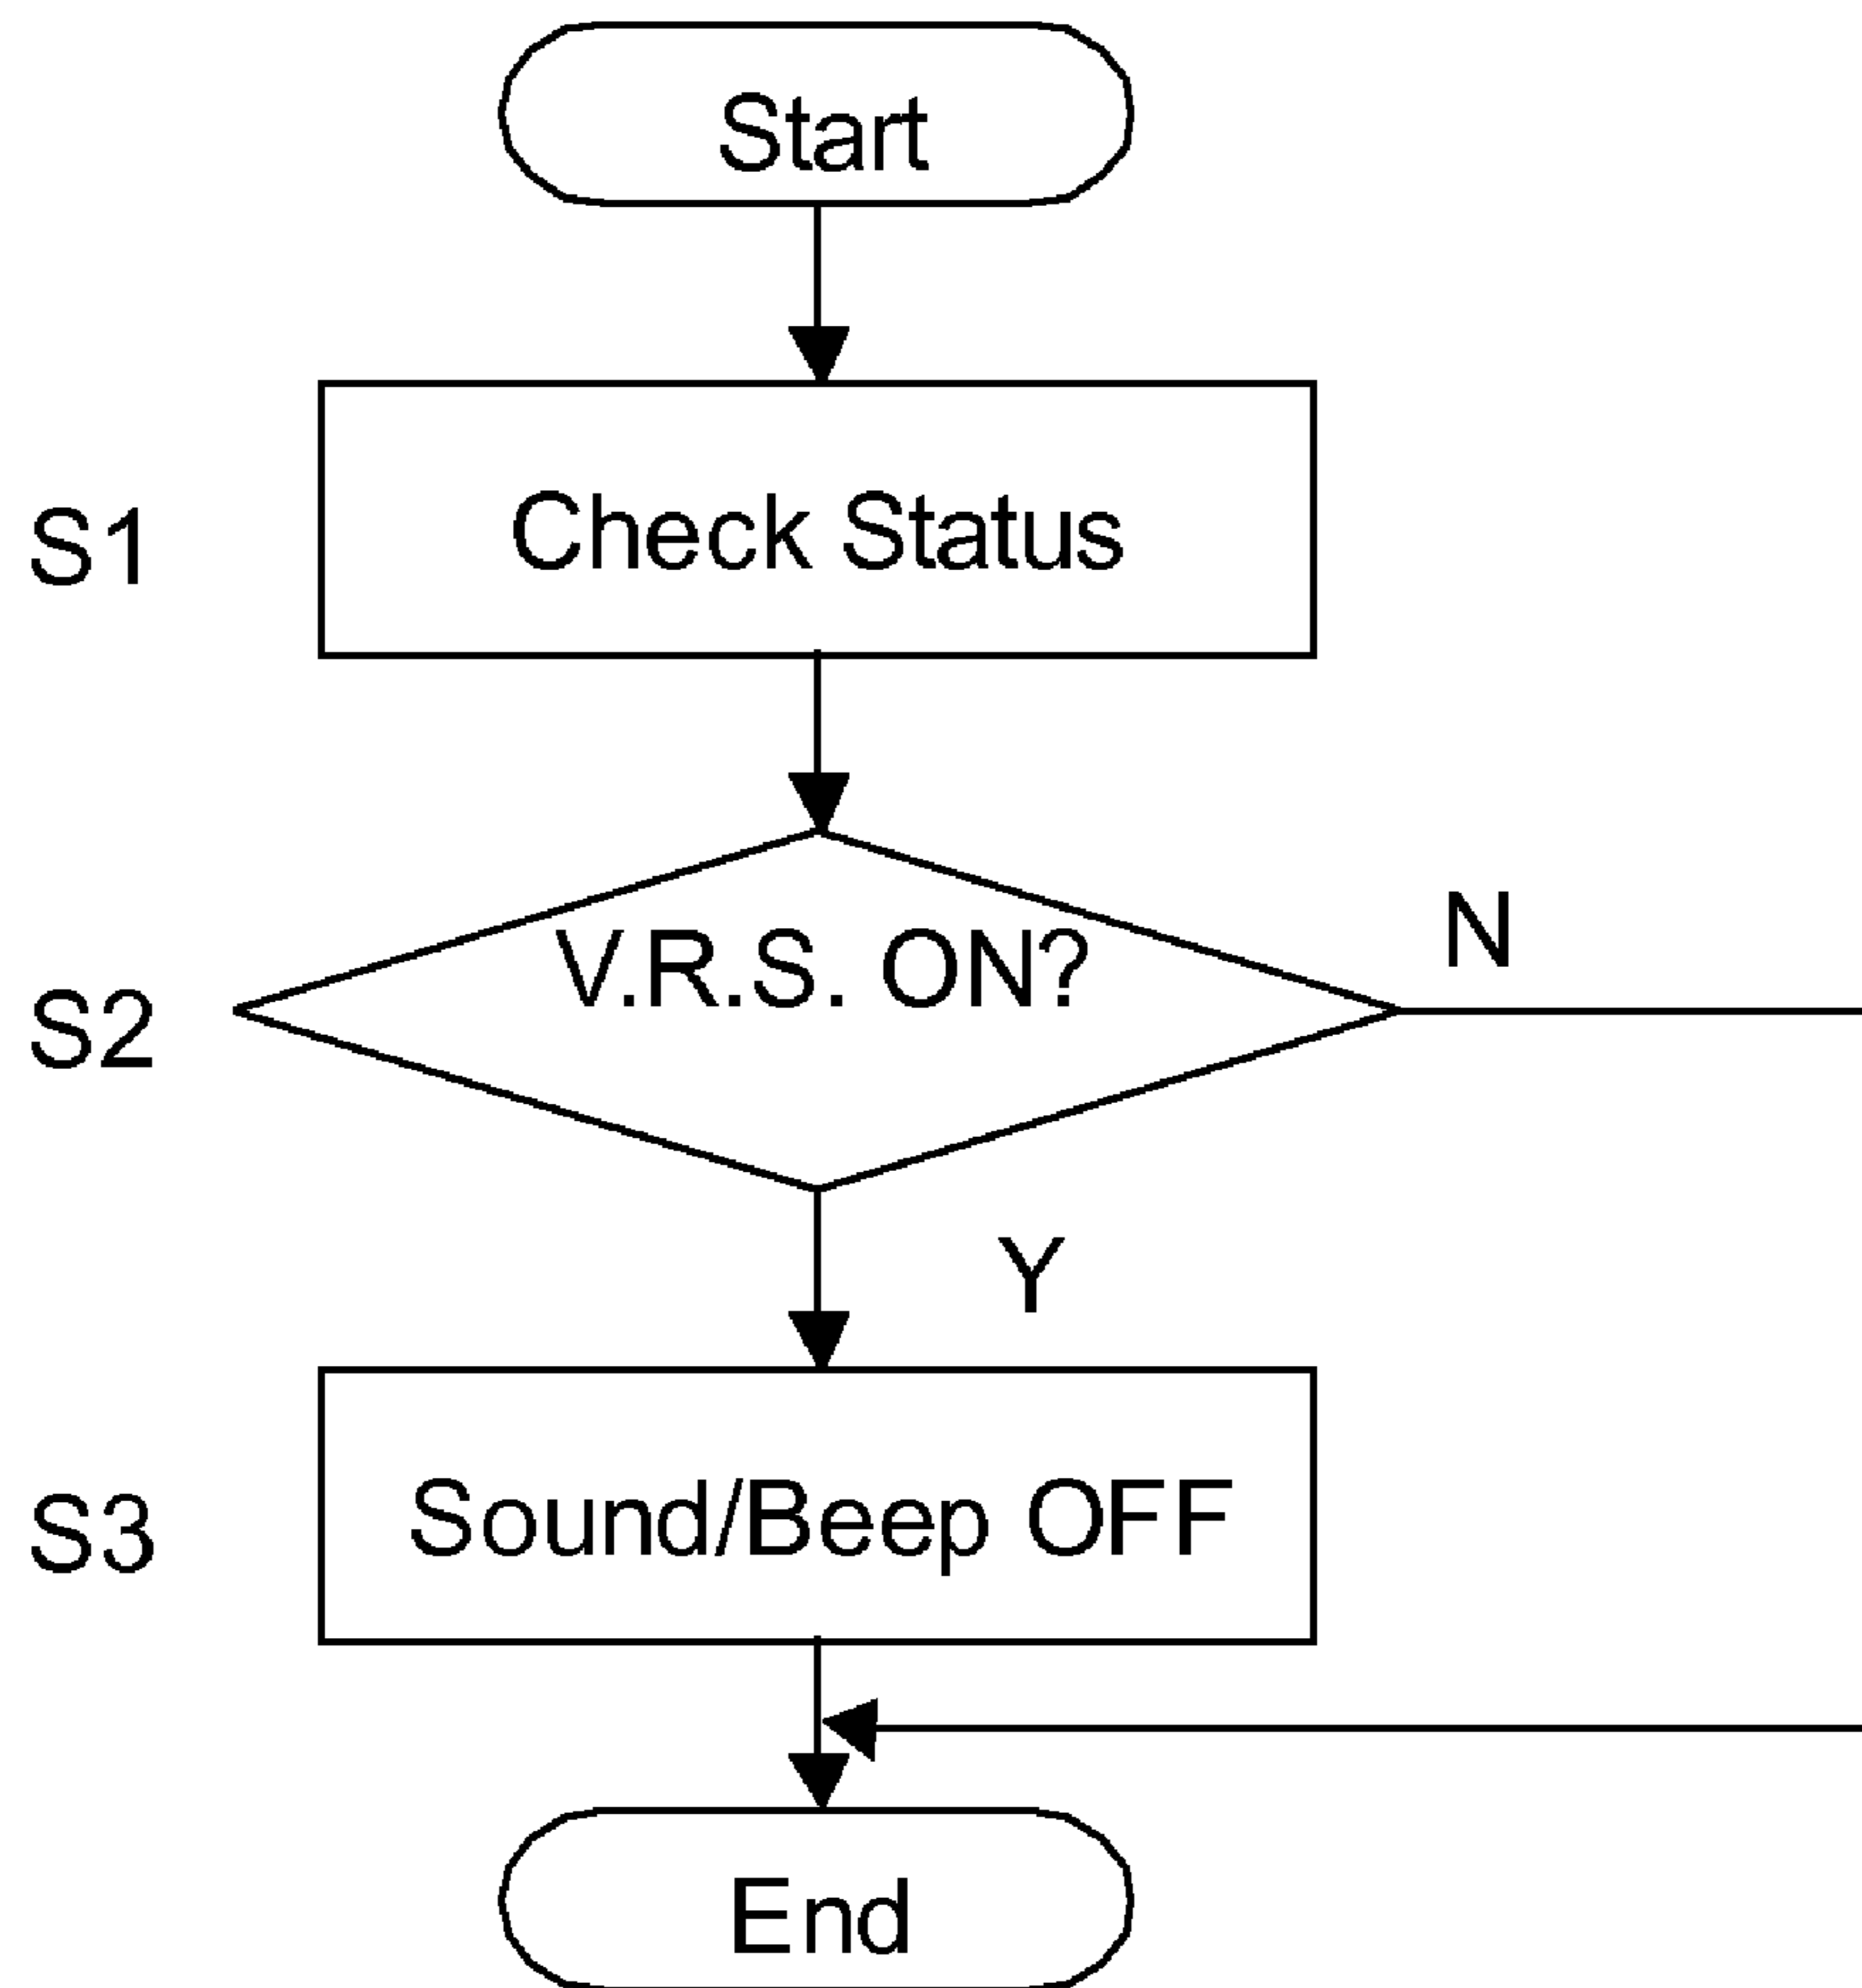 Start
S1
Check Status
S2
V.R.S. ON?
N
Y
S3
Sound/Beep OFF
End